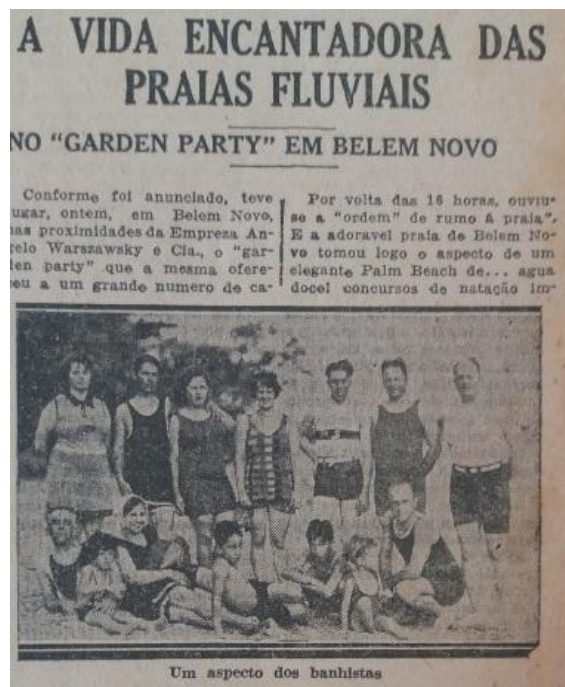 A VIDA ENCANTADORA DAS
PRAIAS FLUVIAIS
NO "GARDEN PARTY" EM BELEM NOVO
Conforme foi anunciado, teve
ugar, ontem, em Belem Novo,
nas proximidades da Empreza An-
gelo Warszawsky e Cia., o "gar-
den party" que a mesma ofere-
eu a um grande numero de ca-
Por volta das 16 horas, ouviu-
se a "ordem" de rumo á praia".
E a adoravel praia de Belem No-
vo tomou logo o aspecto de um
elegante Palm Beach de... agua
doce! concursos de natação im-
Um aspecto dos banhistas